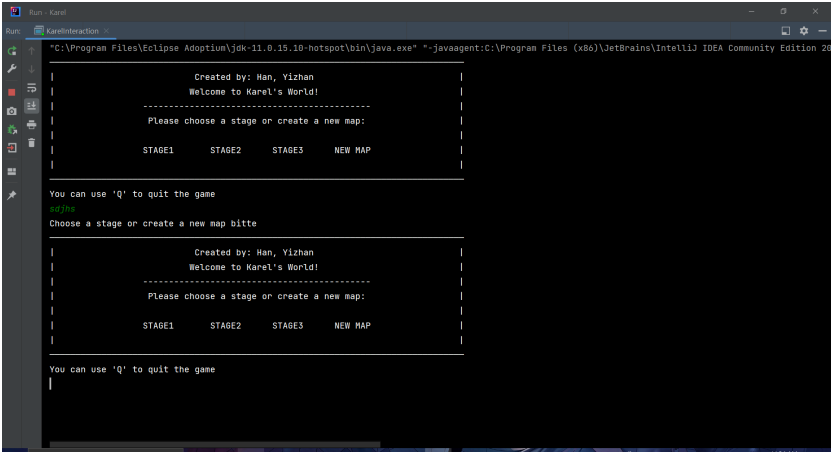 Run - Karel
Run: KarelInteraction
"C:\Program Files\Eclipse Adoptium\jdk-11.0.15.10-hotspot\bin\java.exe" "-javaagent:C:\Program Files (x86)\JetBrains\IntelliJ IDEA Community Edition 20
Created by: Han, Yizhan
Welcome to Karel's World!
-------------------------------------------
Please choose a stage or create a new map:
STAGE1 STAGE2 STAGE3 NEW MAP
You can use 'Q' to quit the game
sdjhs
Choose a stage or create a new map bitte
Created by: Han, Yizhan
Welcome to Karel's World!
-------------------------------------------
Please choose a stage or create a new map:
STAGE1 STAGE2 STAGE3 NEW MAP
You can use 'Q' to quit the game